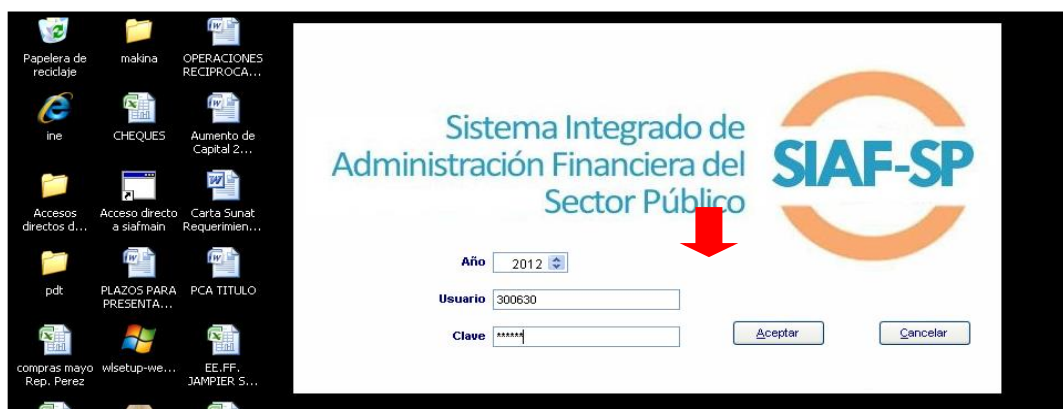 Papelera de
reciclaje
makina
OPERACIONES
RECIPROCA...
ine
CHEQUES
Aumento de
Capital 2...
Accesos
directos d...
Acceso directo
a siafmain
Carta Sunat
Requerimien...
pdt
PLAZOS PARA
PRESENTA...
PCA TITULO
compras mayo
Rep. Perez
wlsetup-we...
EE.FF.
JAMPIER S...
Sistema Integrado de
Administración Financiera del
Sector Público
SIAF-SP
Año 2012
Usuario 300630
Clave ******
Aceptar Cancelar